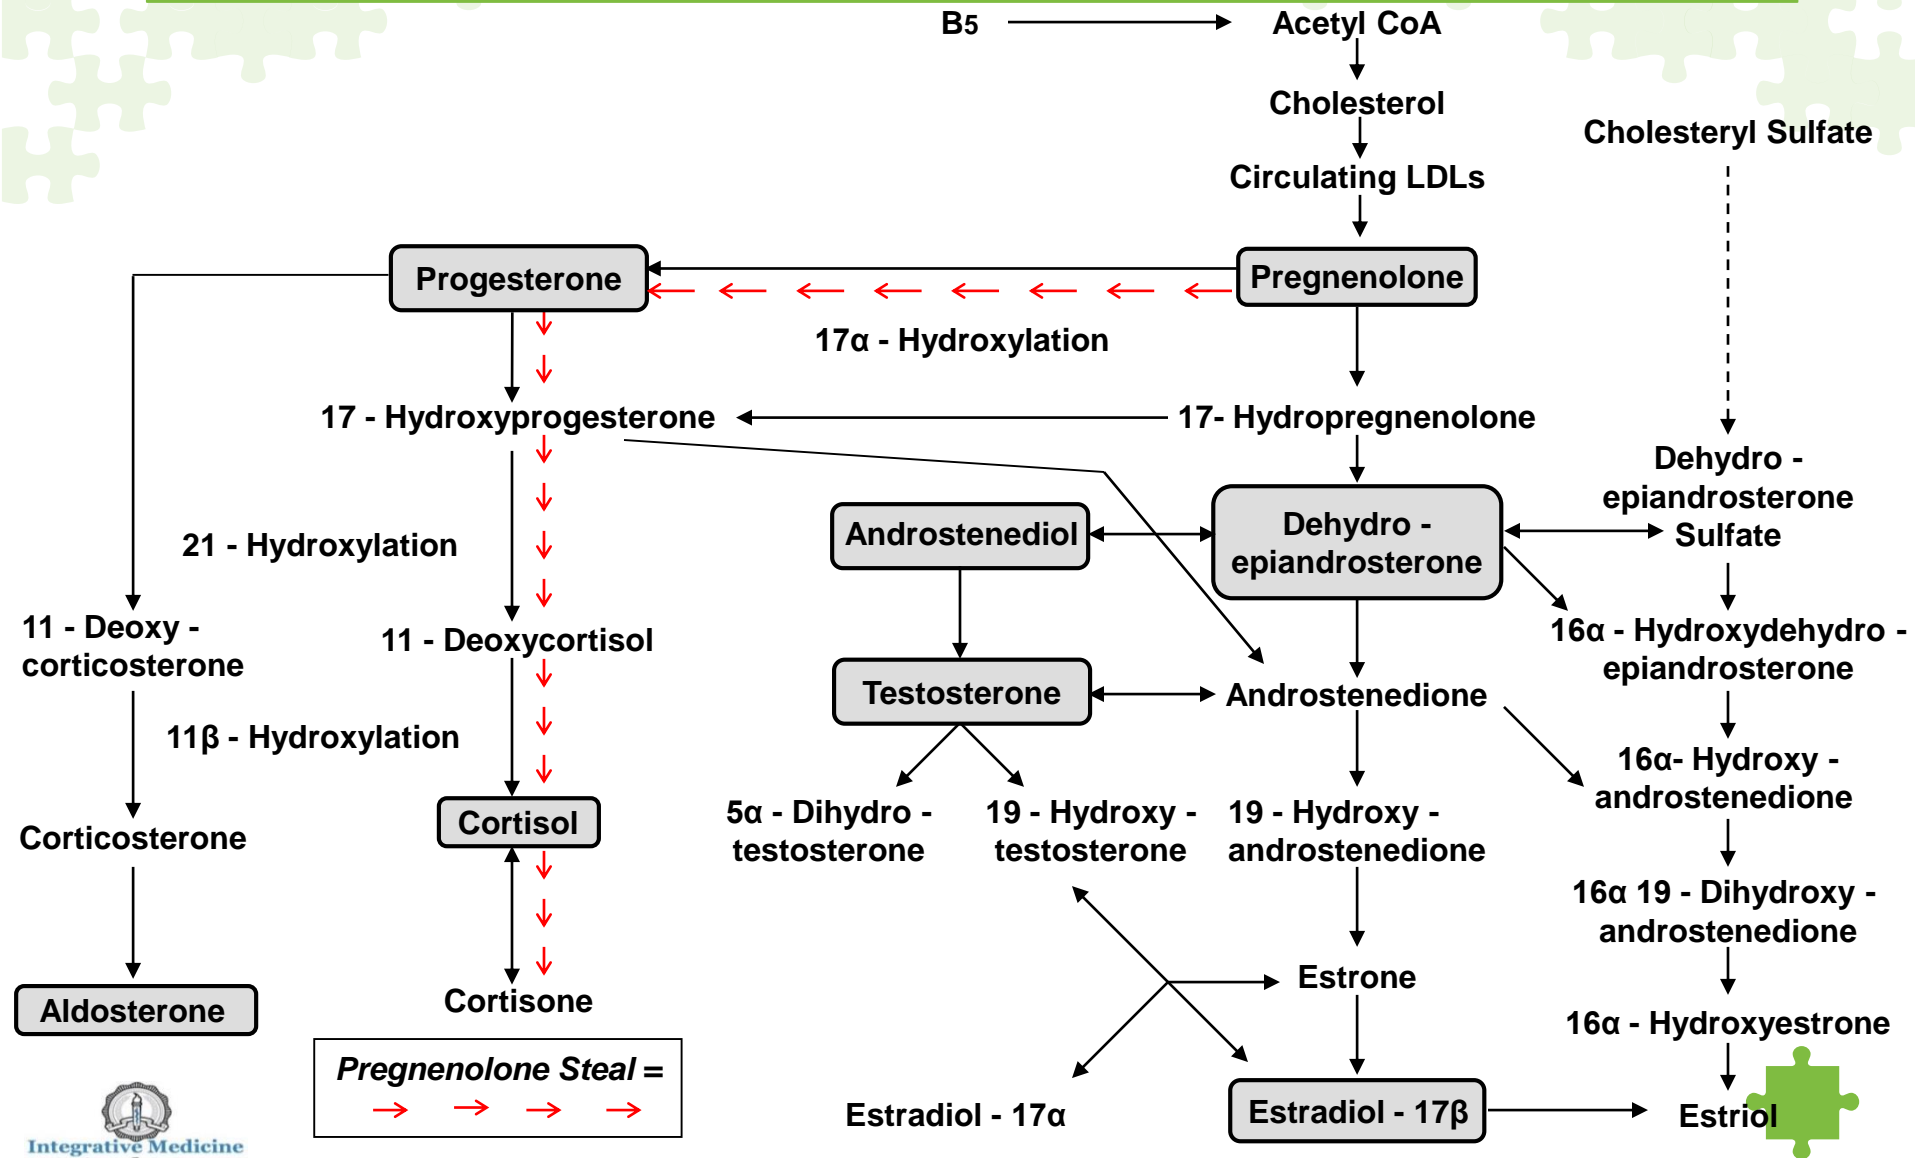 B5
Acetyl CoA
Cholesterol
Cholesteryl Sulfate
Circulating LDLs
Progesterone
Pregnenolone
17α - Hydroxylation
17 - Hydroxyprogesterone
17- Hydropregnenolone
Dehydro -
epiandrosterone
Sulfate
Androstenediol
Dehydro -
epiandrosterone
21 - Hydroxylation
11 - Deoxy -
corticosterone
11 - Deoxycortisol
16α - Hydroxydehydro -
epiandrosterone
Testosterone
Androstenedione
11β - Hydroxylation
16α- Hydroxy -
androstenedione
Corticosterone
Cortisol
5α - Dihydro -
testosterone
19 - Hydroxy -
testosterone
19 - Hydroxy -
androstenedione
16α 19 - Dihydroxy -
androstenedione
Estrone
Cortisone
Aldosterone
16α - Hydroxyestrone
Pregnenolone Steal =
Estradiol - 17α
Estradiol - 17β
Estriol
Integrative Medicine